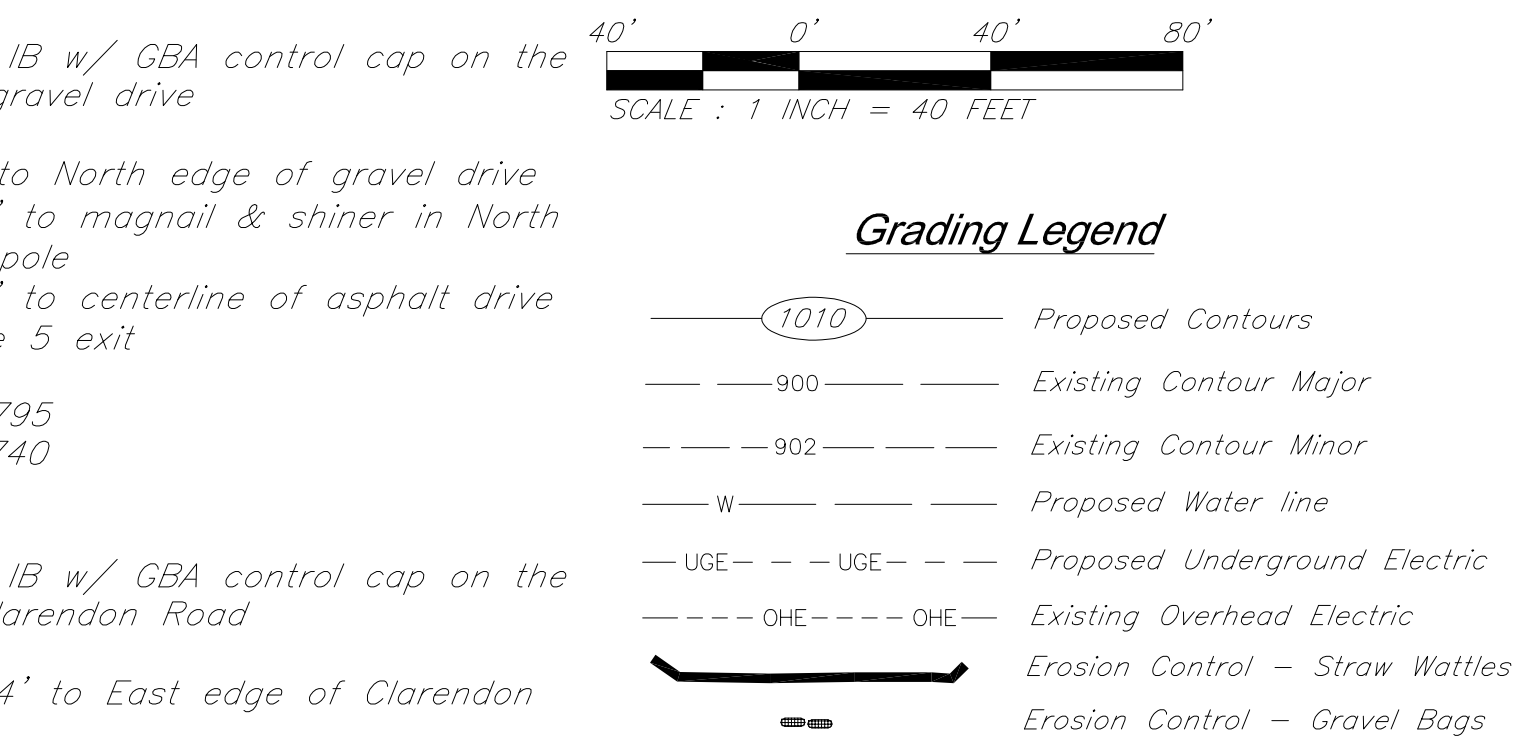 IB w/ GBA control cap on the
gravel drive
to North edge of gravel drive
' to magnail & shiner in North
pole
' to centerline of asphalt drive
5 exit
795
740
IB w/ GBA control cap on the
larendon Road
4' to East edge of Clarendon
40' 0' 40' 80'
SCALE : 1 INCH = 40 FEET
Grading Legend
1010 Proposed Contours
900 Existing Contour Major
902 Existing Contour Minor
W Proposed Water line
UGE UGE Proposed Underground Electric
OHE OHE Existing Overhead Electric
Erosion Control - Straw Wattles
Erosion Control - Gravel Bags